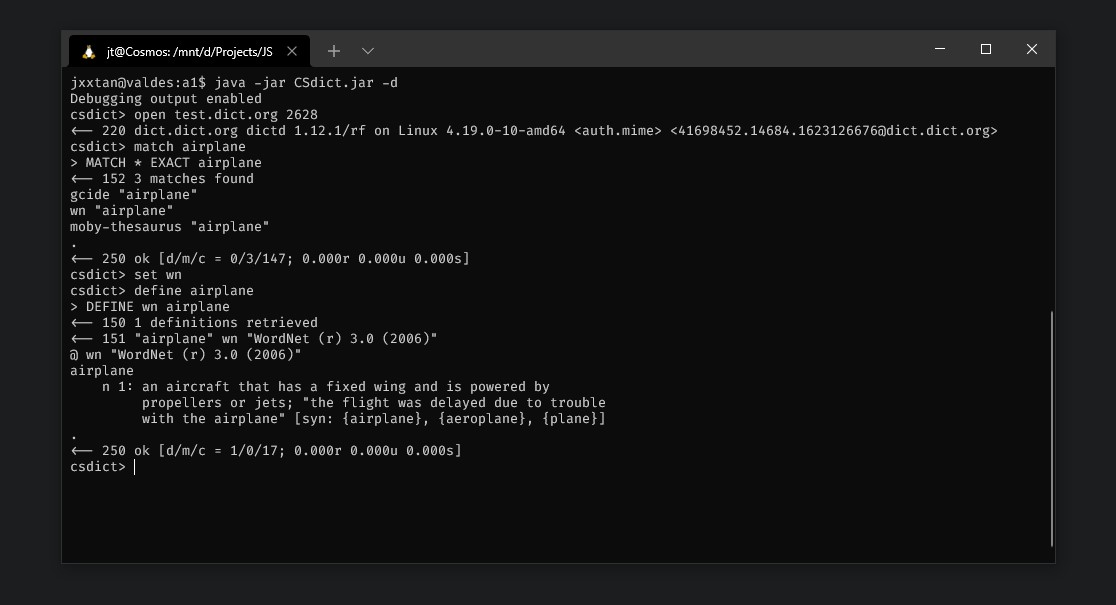 jt@Cosmos: /mnt/d/Projects/JS
jxxtan@valdes:a1$ java -jar CSdict.jar -d
Debugging output enabled
csdict> open test.dict.org 2628
<-- 220 dict.dict.org dictd 1.12.1/rf on Linux 4.19.0-10-amd64 <auth.mime> <41698452.14684.1623126676@dict.dict.org>
csdict> match airplane
> MATCH * EXACT airplane
<-- 152 3 matches found
gcide "airplane"
wn "airplane"
moby-thesaurus "airplane"
.
<-- 250 ok [d/m/c = 0/3/147; 0.000r 0.000u 0.000s]
csdict> set wn
csdict> define airplane
> DEFINE wn airplane
<-- 150 1 definitions retrieved
<-- 151 "airplane" wn "WordNet (r) 3.0 (2006)"
@ wn "WordNet (r) 3.0 (2006)"
airplane
    n 1: an aircraft that has a fixed wing and is powered by
         propellers or jets; "the flight was delayed due to trouble
         with the airplane" [syn: {airplane}, {aeroplane}, {plane}]
.
<-- 250 ok [d/m/c = 1/0/17; 0.000r 0.000u 0.000s]
csdict>